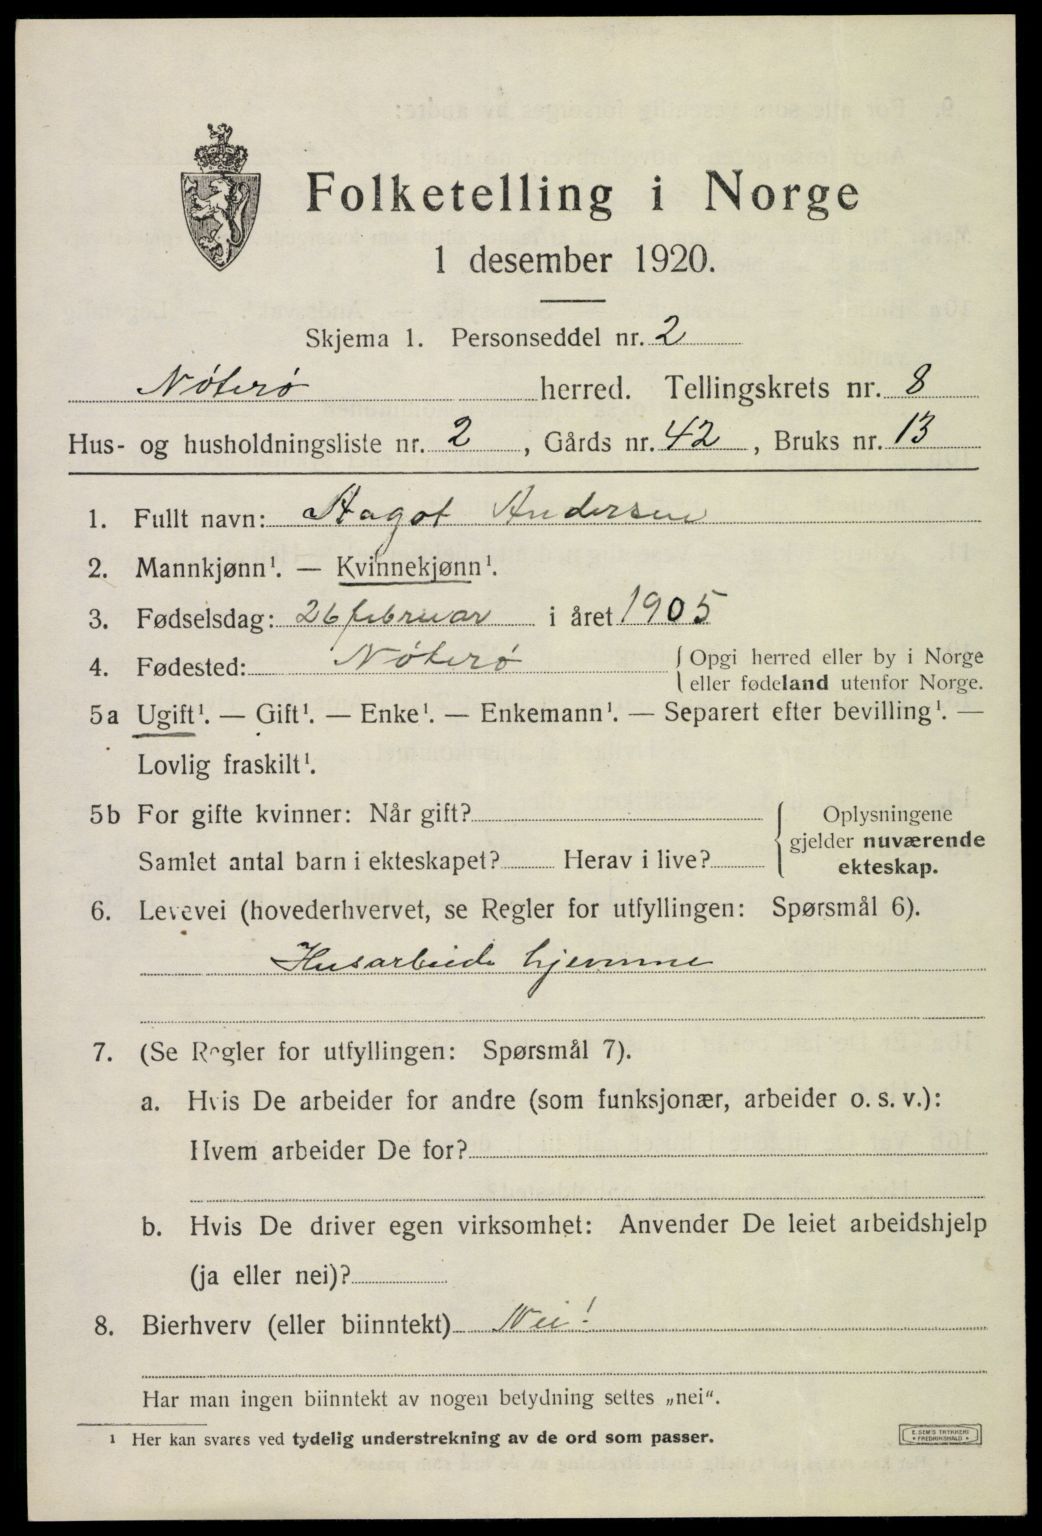 Folketelling i Norge
1 desember 1920.
Skjema 1. Personseddel nr. 2
Nøterø herred. Tellingskrets nr. 8
Hus- og husholdningsliste nr. 2, Gårds nr. 42, Bruks nr. 13
1. Fullt navn: Aagot Andersen
2. Mannkjønn¹. — Kvinnekjønn¹.
3. Fødselsdag: 26 februar i året 1905
4. Fødested: Nøterø { Opgi herred eller by i Norge
eller fødeland utenfor Norge.
5a Ugift¹. — Gift¹. — Enke¹. — Enkemann¹. — Separert efter bevilling¹. —
Lovlig fraskilt¹.
5b For gifte kvinner: Når gift?
Samlet antal barn i ekteskapet? Herav i live?
Oplysningene
gjelder nuværende
ekteskap.
6. Levevei (hovederhvervet, se Regler for utfyllingen: Spørsmål 6).
Husarbeide hjemme
7. (Se Regler for utfyllingen: Spørsmål 7).
a. Hvis De arbeider for andre (som funksjonær, arbeider o. s. v.):
Hvem arbeider De for?
b. Hvis De driver egen virksomhet: Anvender De leiet arbeidshjelp
(ja eller nei)?
8. Bierhverv (eller biinntekt) Nei!
Har man ingen biinntekt av nogen betydning settes „nei“.
¹ Her kan svares ved tydelig understrekning av de ord som passer.
E. SEM'S TRYKKERI
• FREDRIKSHALD •